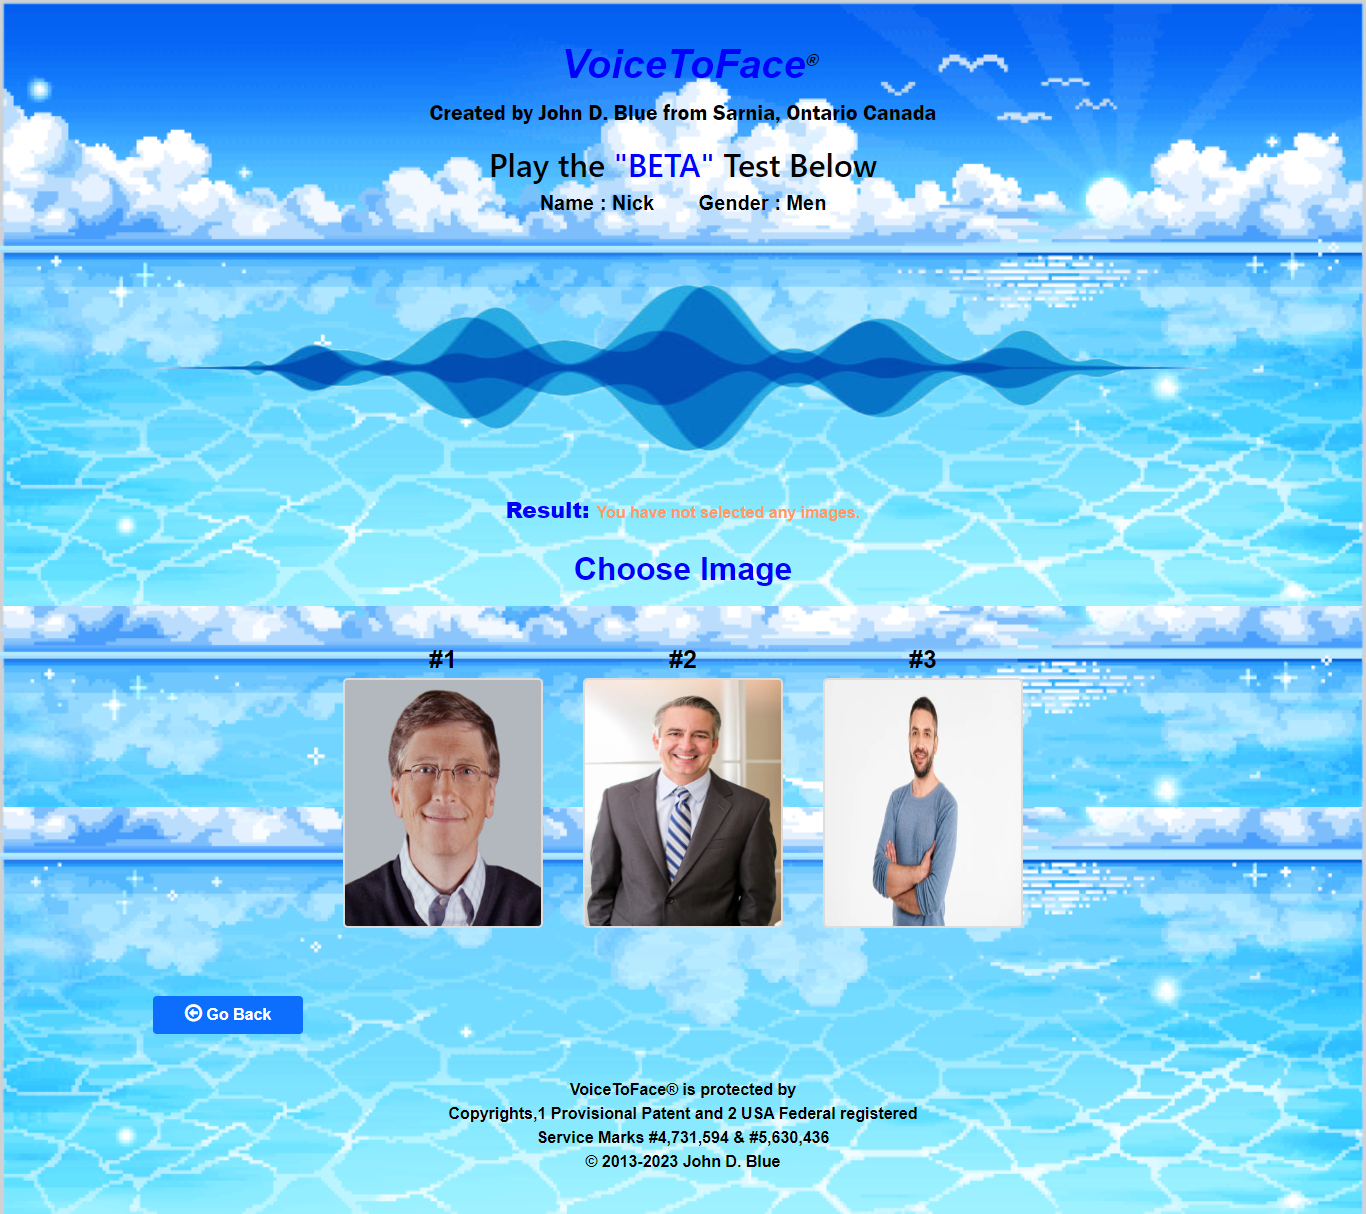 VoiceToFace®
Created by John D. Blue from Sarnia, Ontario Canada
Play the "BETA" Test Below
Name : Nick Gender : Men
Result: You have not selected any images.
Choose Image
#1 #2 #3
Go Back
VoiceToFace® is protected by
Copyrights,1 Provisional Patent and 2 USA Federal registered
Service Marks #4,731,594 & #5,630,436
© 2013-2023 John D. Blue